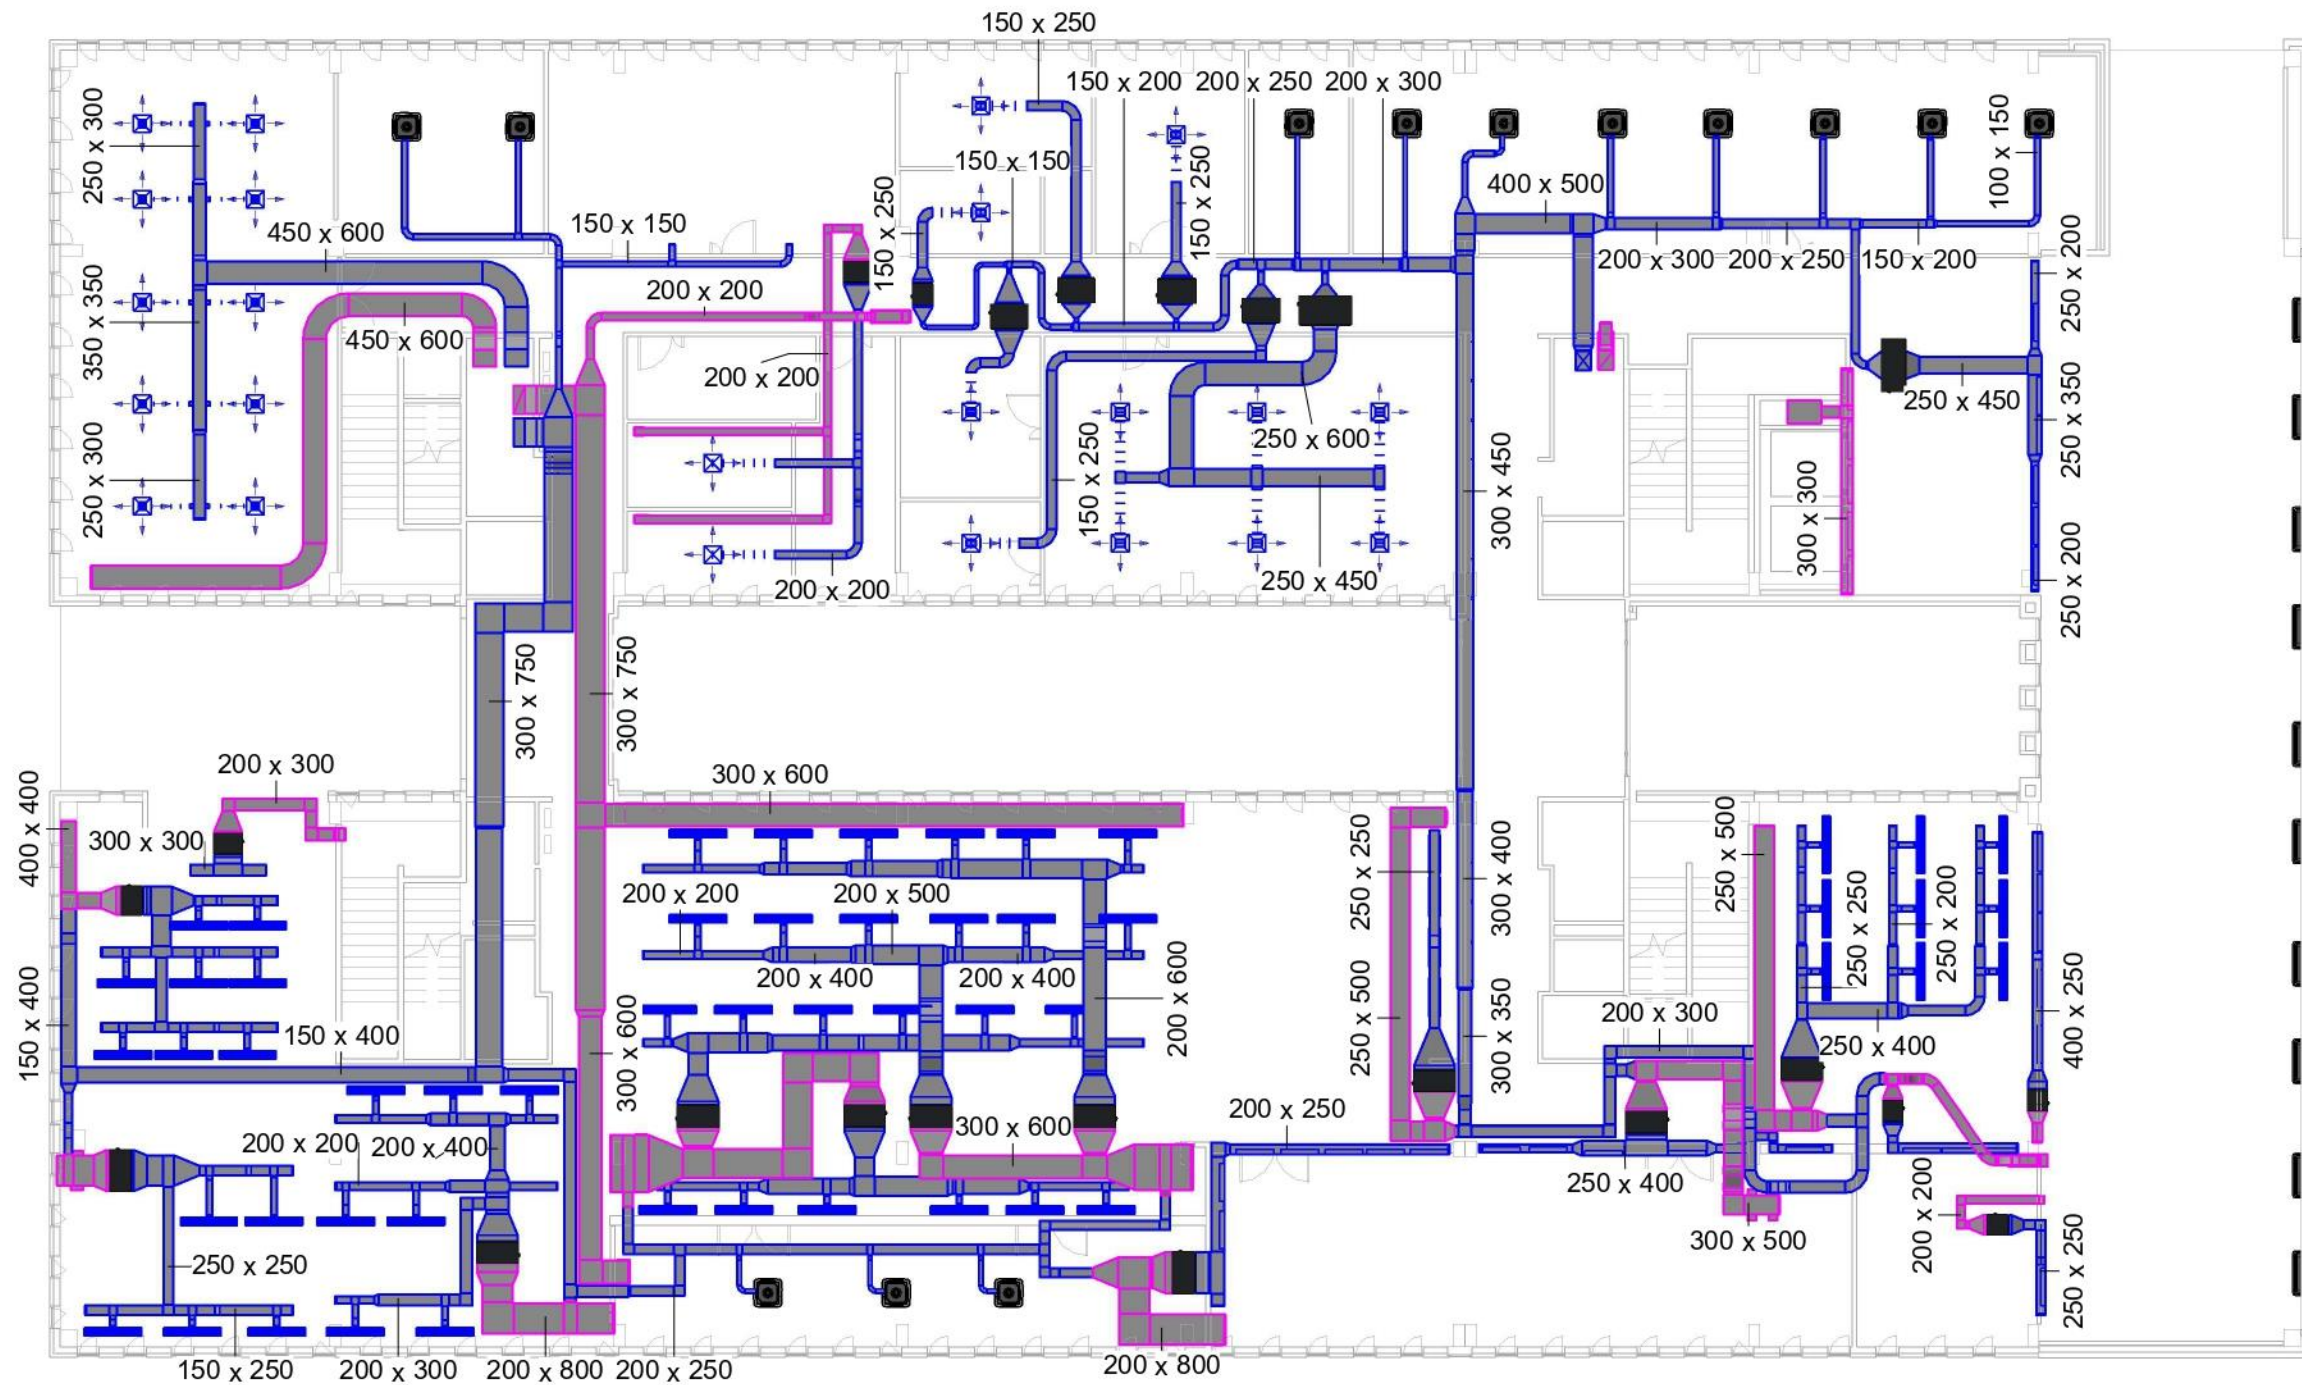 150 x 250
150 x 200
200 x 250
200 x 300
250 x 300
100 x 150
150 x 150
150 x 250
400 x 500
150 x 250
150 x 150
450 x 600
250 x 200
200 x 300
200 x 250
150 x 200
200 x 200
350 x 350
450 x 600
200 x 200
250 x 450
250 x 350
250 x 600
250 x 300
150 x 250
300 x 450
300 x 300
250 x 450
200 x 200
250 x 200
300 x 750
300 x 750
200 x 300
300 x 600
400 x 400
300 x 300
250 x 250
300 x 400
250 x 500
200 x 200
200 x 500
250 x 250
250 x 200
200 x 400
200 x 400
200 x 600
150 x 400
150 x 400
300 x 600
250 x 500
300 x 350
200 x 300
400 x 250
250 x 400
200 x 250
300 x 600
200 x 200
200 x 400
250 x 400
200 x 200
300 x 500
250 x 250
250 x 250
150 x 250
200 x 300
200 x 800
200 x 250
200 x 800